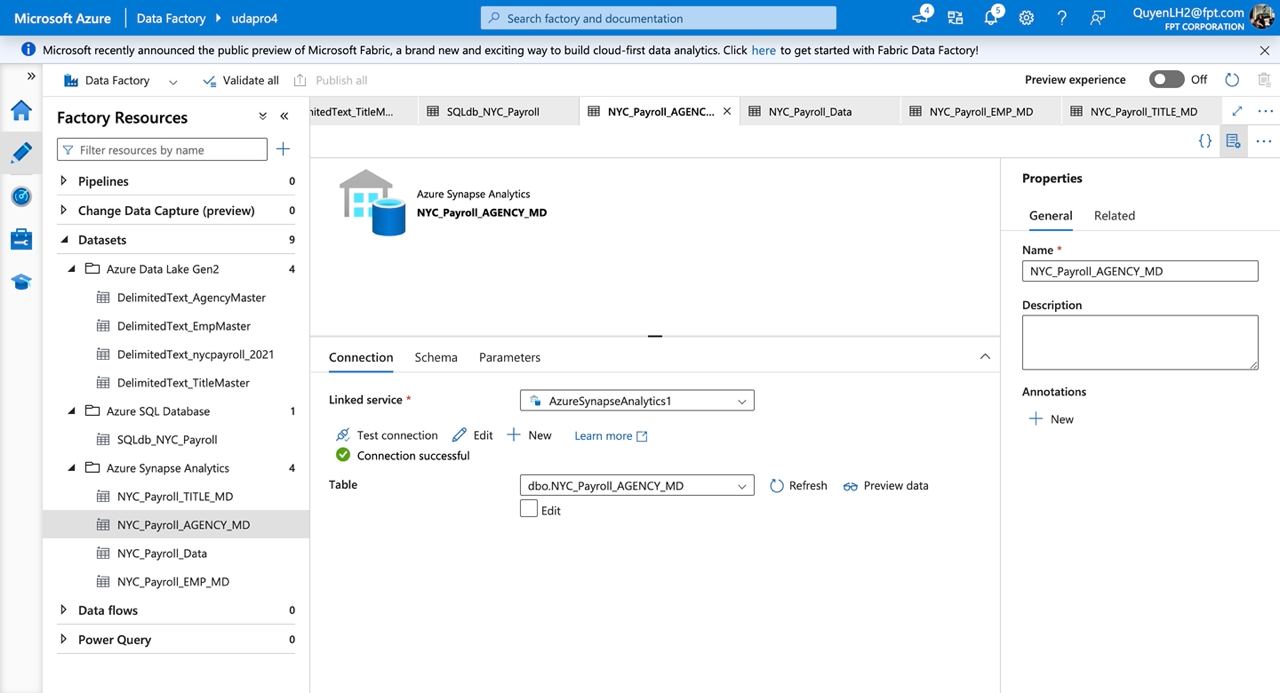 Microsoft Azure Data Factory udapro4 Search factory and documentation 4 5 QuyenLH2@fpt.com
FPT CORPORATION
Microsoft recently announced the public preview of Microsoft Fabric, a brand new and exciting way to build cloud-first data analytics. Click here to get started with Fabric Data Factory!
Data Factory Validate all Publish all Preview experience Off
Factory Resources
Filter resources by name
Pipelines 0
Change Data Capture (preview) 0
Datasets 9
Azure Data Lake Gen2 4
DelimitedText_AgencyMaster
DelimitedText_EmpMaster
DelimitedText_nycpayroll_2021
DelimitedText_TitleMaster
Azure SQL Database 1
SQLdb_NYC_Payroll
Azure Synapse Analytics 4
NYC_Payroll_TITLE_MD
NYC_Payroll_AGENCY_MD
NYC_Payroll_Data
NYC_Payroll_EMP_MD
Data flows 0
Power Query 0
mitedText_TitleM... SQLdb_NYC_Payroll NYC_Payroll_AGENC... NYC_Payroll_Data NYC_Payroll_EMP_MD NYC_Payroll_TITLE_MD
Azure Synapse Analytics
NYC_Payroll_AGENCY_MD
Connection Schema Parameters
Linked service * AzureSynapseAnalytics1
Test connection Edit New Learn more
Connection successful
Table dbo.NYC_Payroll_AGENCY_MD Refresh Preview data
Edit
Properties
General Related
Name *
NYC_Payroll_AGENCY_MD
Description
Annotations
New